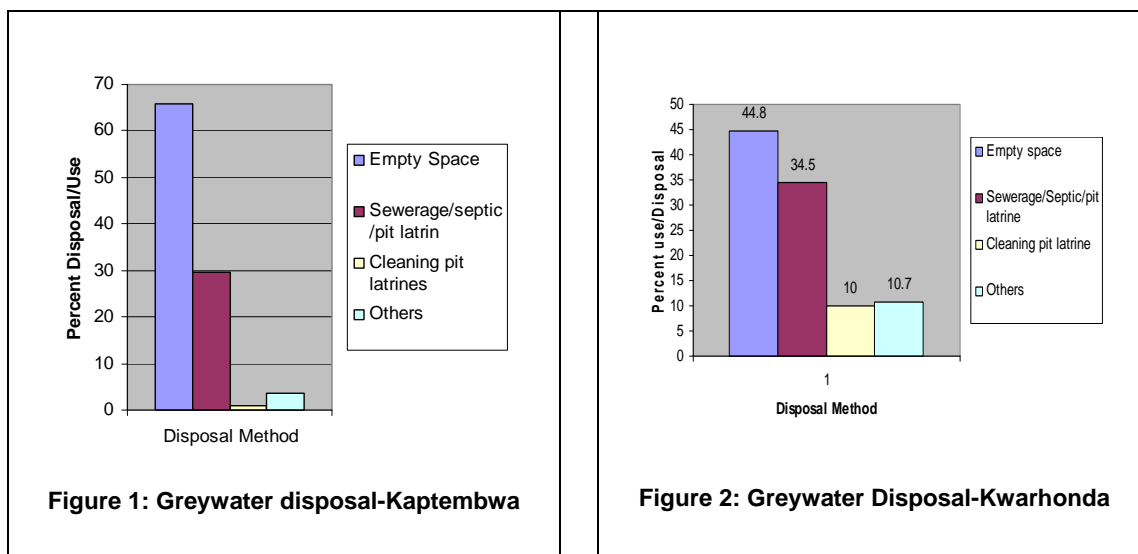 70
60
50
40
30
20
10
0
Percent Disposal/Use
Disposal Method
Empty Space
Sewerage/septic
/pit latrin
Cleaning pit
latrines
Others
Figure 1: Greywater disposal-Kaptembwa
50
45
40
35
30
25
20
15
10
5
0
Percent use/Disposal
44.8
34.5
10
10.7
1
Disposal Method
Empty space
Sewerage/Septic/pit
latrine
Cleaning pit latrine
Others
Figure 2: Greywater Disposal-Kwarhonda